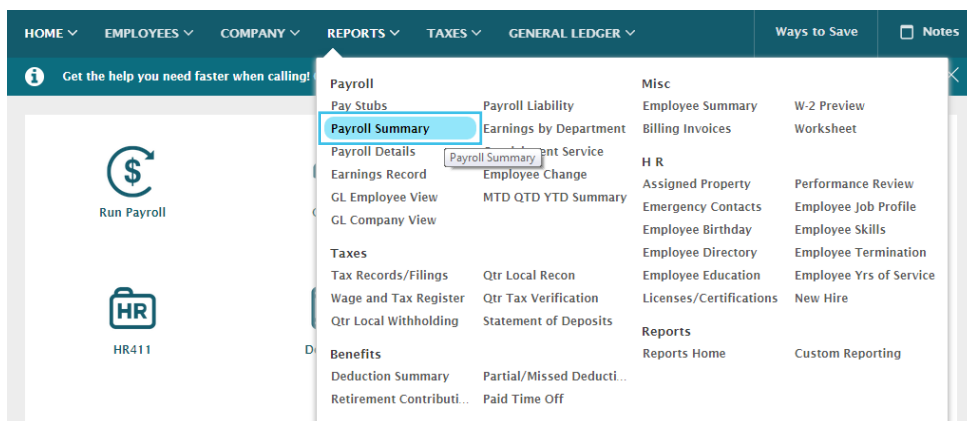 HOME EMPLOYEES COMPANY REPORTS TAXES GENERAL LEDGER Ways to Save Notes
Get the help you need faster when calling!
Run Payroll
HR
HR411
Payroll
Pay Stubs Payroll Liability
Payroll Summary Earnings by Department
Payroll Details Service
Payroll Summary
Earnings Record Employee Change
GL Employee View MTD QTD YTD Summary
GL Company View
Taxes
Tax Records/Filings Qtr Local Recon
Wage and Tax Register Qtr Tax Verification
Qtr Local Withholding Statement of Deposits
Benefits
Deduction Summary Partial/Missed Deducti...
Retirement Contributi... Paid Time Off
Misc
Employee Summary W-2 Preview
Billing Invoices Worksheet
H R
Assigned Property Performance Review
Emergency Contacts Employee Job Profile
Employee Birthday Employee Skills
Employee Directory Employee Termination
Employee Education Employee Yrs of Service
Licenses/Certifications New Hire
Reports
Reports Home Custom Reporting